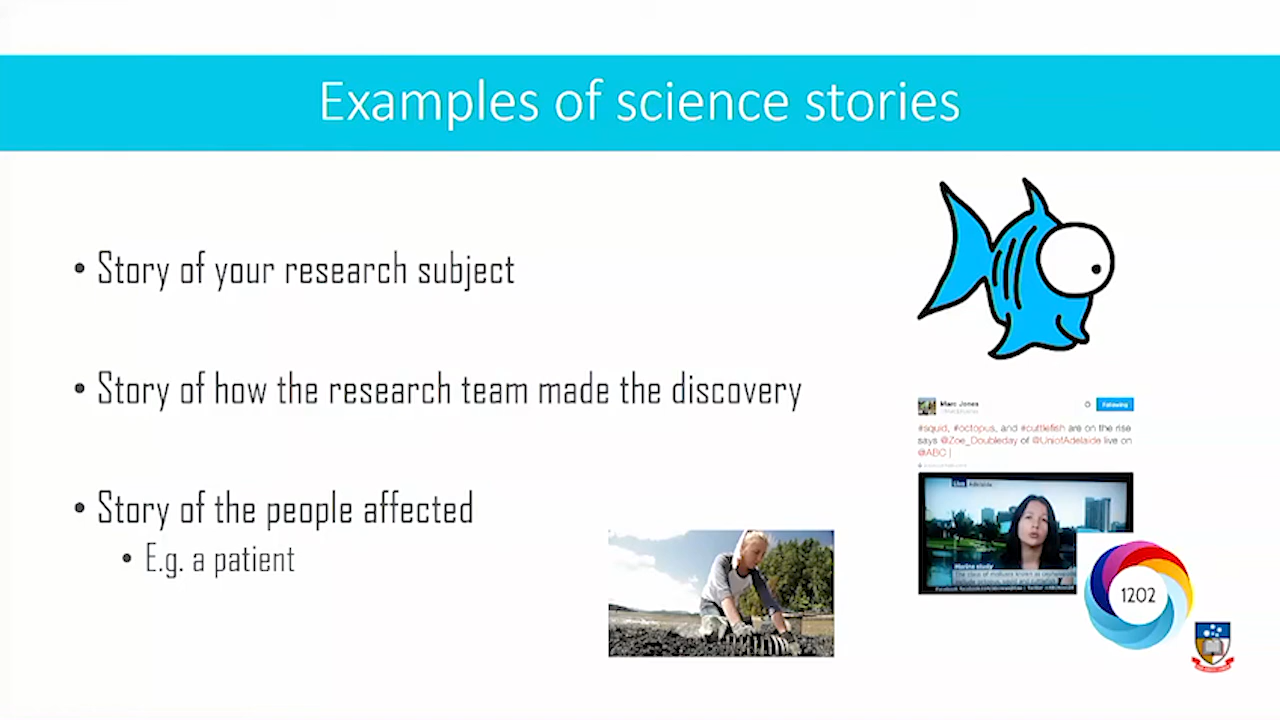 Examples of science stories
• Story of your research subject
• Story of how the research team made the discovery
• Story of the people affected
• E.g. a patient
Marc Jones
Following
#squid, #octopus, and #cuttlefish are on the rise
says @Zoe_Doubleday of @UniofAdelaide live on
@ABC
Live Adelaide
Marine study
1202